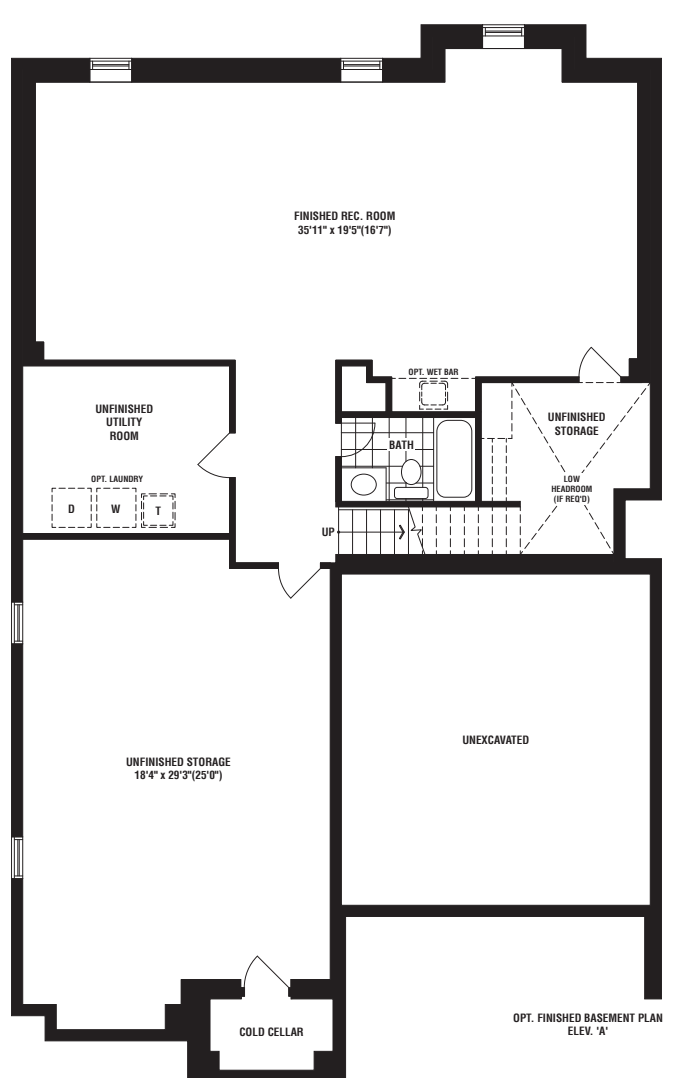 FINISHED REC. ROOM
35'11" x 19'5"(16'7")
OPT. WET BAR
UNFINISHED
UTILITY
ROOM
UNFINISHED
STORAGE
BATH
OPT. LAUNDRY
LOW
HEADROOM
(IF REQ'D)
D
W
T
UP
UNEXCAVATED
UNFINISHED STORAGE
18'4" x 29'3"(25'0")
COLD CELLAR
OPT. FINISHED BASEMENT PLAN
ELEV. 'A'